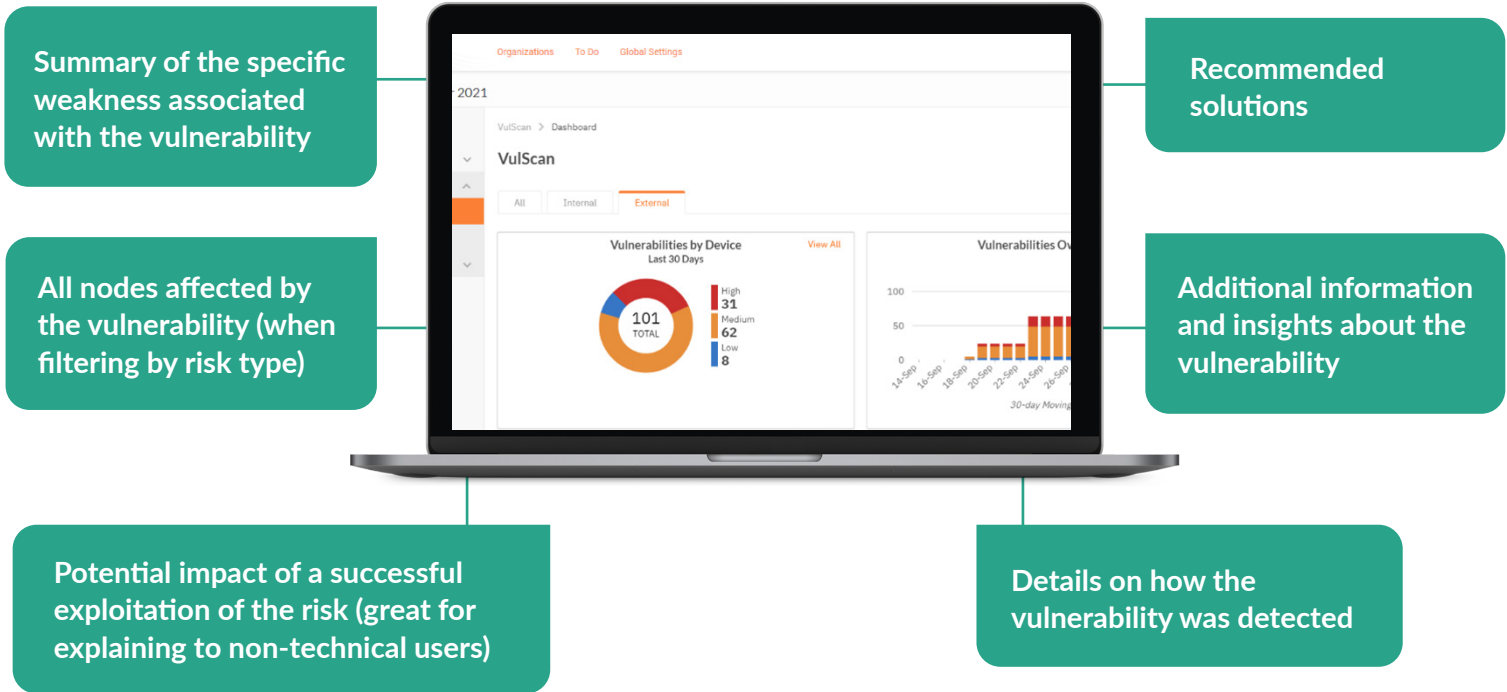 Summary of the specific
weakness associated
with the vulnerability
All nodes affected by
the vulnerability (when
filtering by risk type)
Potential impact of a successful
exploitation of the risk (great for
explaining to non-technical users)
Organizations To Do Global Settings
2021
VulScan > Dashboard
VulScan
All Internal External
Vulnerabilities by Device
View All
Last 30 Days
101
TOTAL
High
31
Medium
62
Low
8
Vulnerabilities Ov
100
50
0
14-Sep 16-Sep 18-Sep 20-Sep 22-Sep 24-Sep 26-Sep
30-day Moving
Recommended
solutions
Additional information
and insights about the
vulnerability
Details on how the
vulnerability was detected